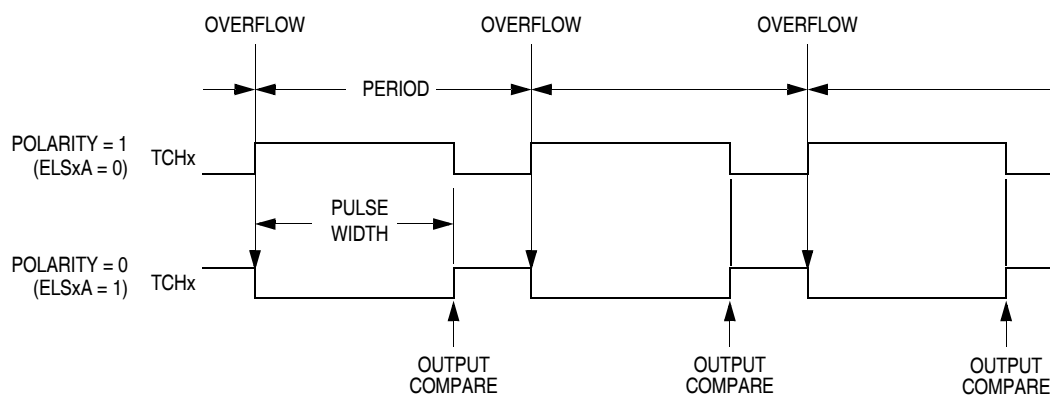 OVERFLOW OVERFLOW OVERFLOW
PERIOD
POLARITY = 1
(ELSxA = 0)
TCHx
PULSE
WIDTH
POLARITY = 0
(ELSxA = 1)
TCHx
OUTPUT
COMPARE
OUTPUT
COMPARE
OUTPUT
COMPARE